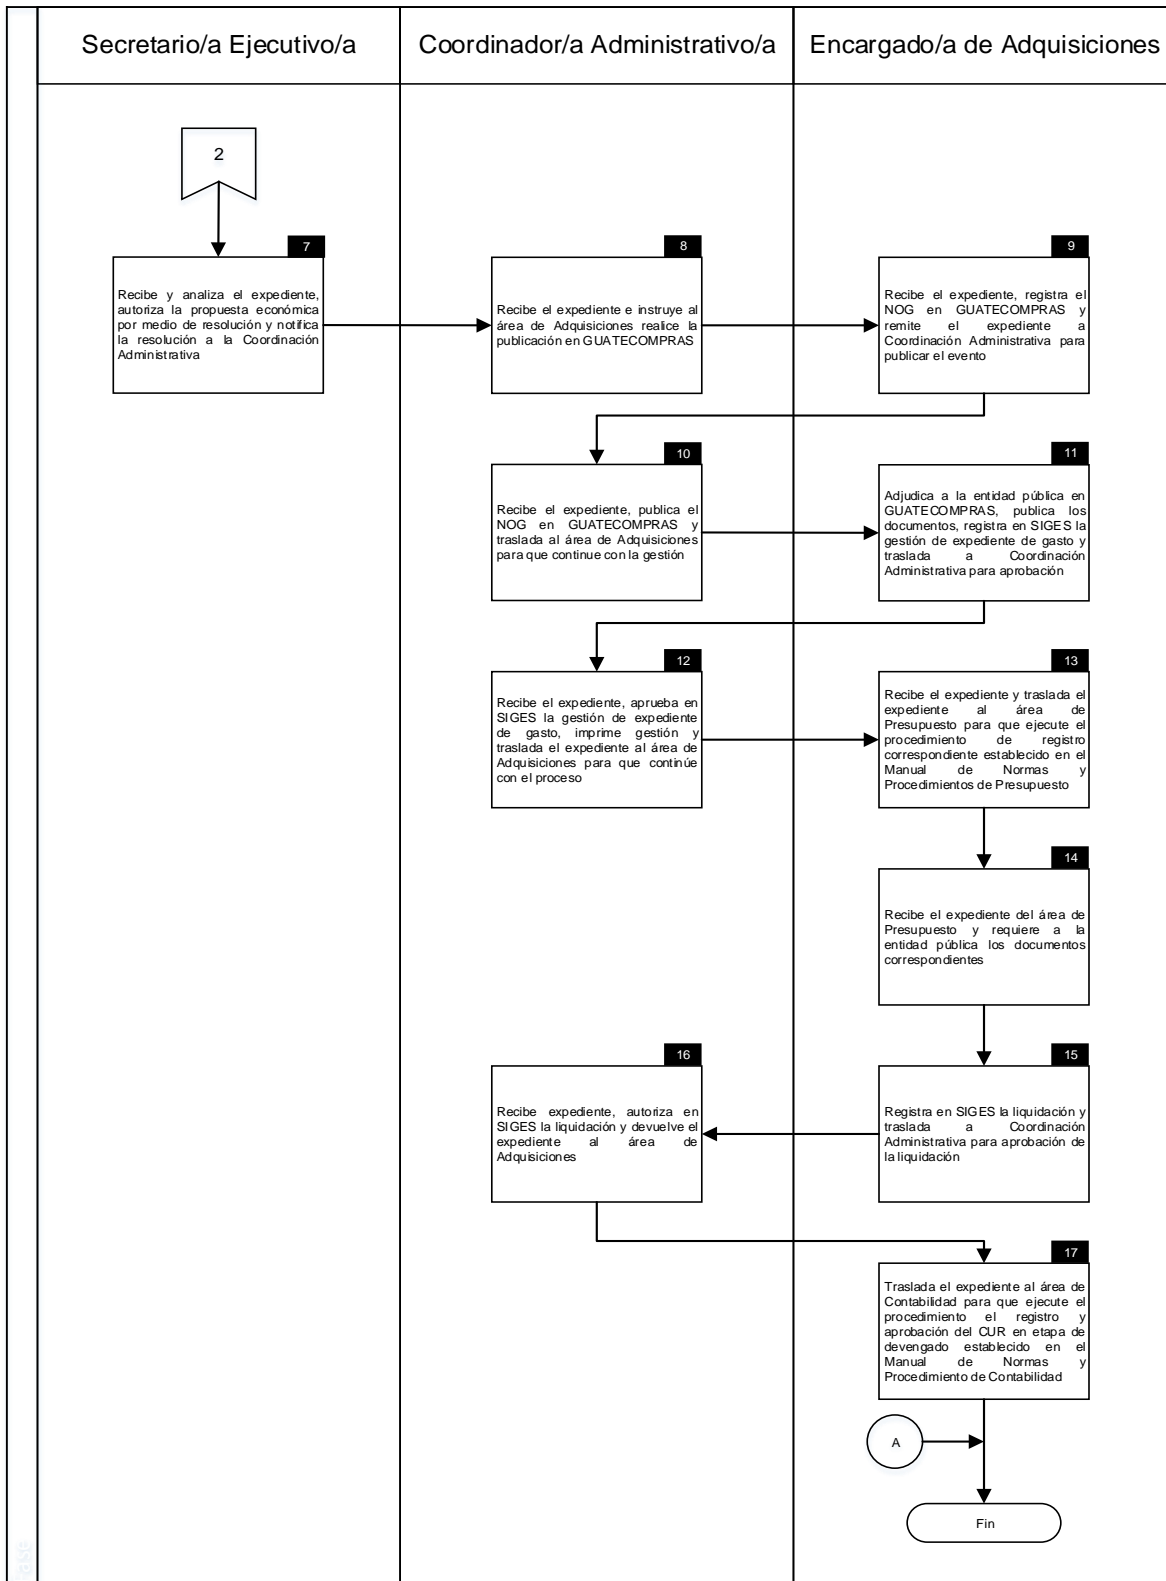 Secretario/a Ejecutivo/a
Coordinador/a Administrativo/a
Encargado/a de Adquisiciones
2
7
Recibe y analiza el expediente,
autoriza la propuesta económica
por medio de resolución y notifica
la resolución a la Coordinación
Administrativa
8
Recibe el expediente e instruye al
área de Adquisiciones realice la
publicación en GUATECOMPRAS
9
Recibe el expediente, registra el
NOG en GUATECOMPRAS y
remite el expediente a
Coordinación Administrativa para
publicar el evento
10
Recibe el expediente, publica el
NOG en GUATECOMPRAS y
traslada al área de Adquisiciones
para que continue con la gestión
11
Adjudica a la entidad pública en
GUATECOMPRAS, publica los
documentos, registra en SIGES la
gestión de expediente de gasto y
traslada a Coordinación
Administrativa para aprobación
12
Recibe el expediente, aprueba en
SIGES la gestión de expediente
de gasto, imprime gestión y
traslada el expediente al área de
Adquisiciones para que continúe
con el proceso
13
Recibe el expediente y traslada el
expediente al área de
Presupuesto para que ejecute el
procedimiento de registro
correspondiente establecido en el
Manual de Normas y
Procedimientos de Presupuesto
14
Recibe el expediente del área de
Presupuesto y requiere a la
entidad pública los documentos
correspondientes
15
Registra en SIGES la liquidación y
traslada a Coordinación
Administrativa para aprobación de
la liquidación
16
Recibe expediente, autoriza en
SIGES la liquidación y devuelve el
expediente al área de
Adquisiciones
17
Traslada el expediente al área de
Contabilidad para que ejecute el
procedimiento el registro y
aprobación del CUR en etapa de
devengado establecido en el
Manual de Normas y
Procedimiento de Contabilidad
A
Fin
Fase